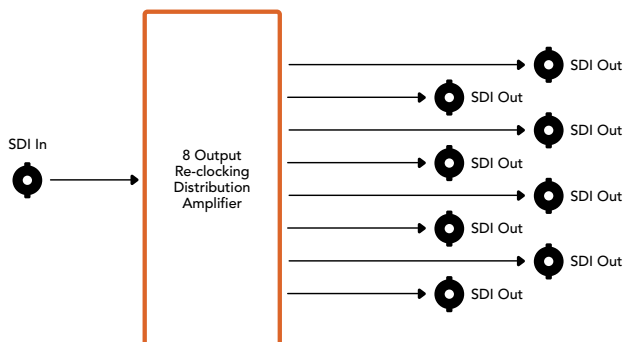 SDI In
8 Output
Re-clocking
Distribution
Amplifier
SDI Out
SDI Out
SDI Out
SDI Out
SDI Out
SDI Out
SDI Out
SDI Out